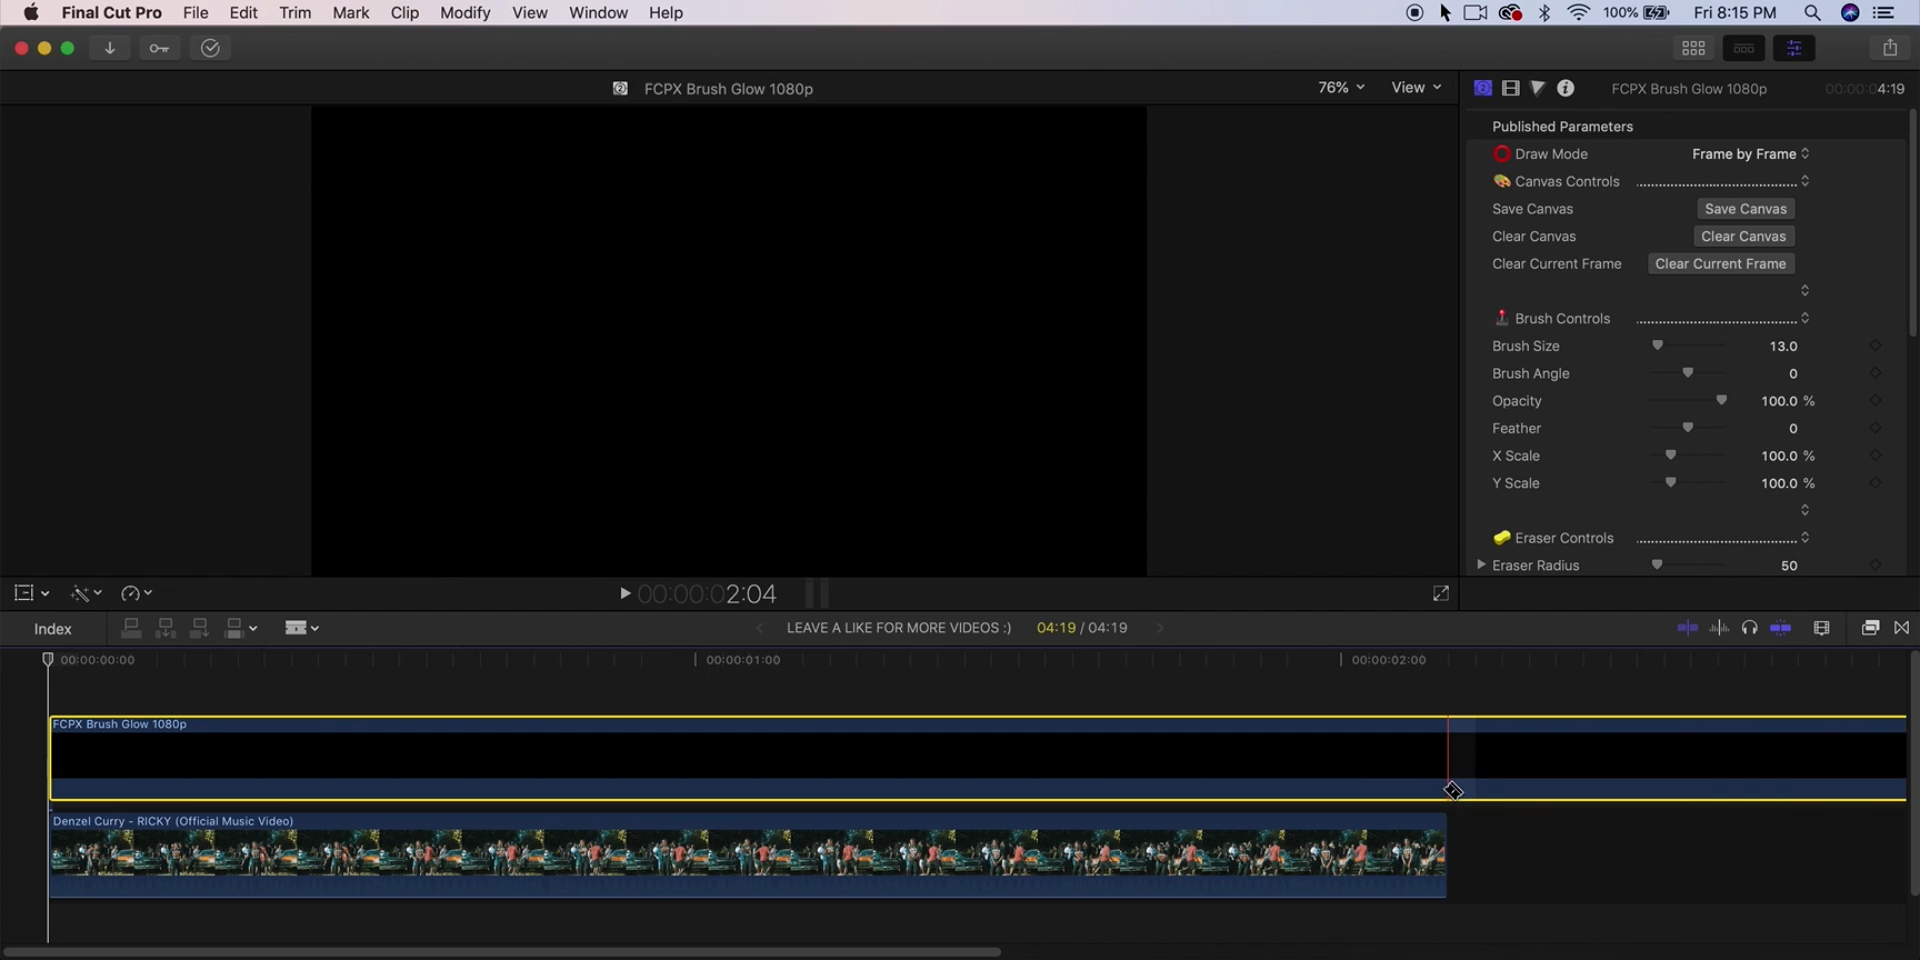 Final Cut Pro File Edit Trim Mark Clip Modify View Window Help 100% Fri 8:15 PM
FCPX Brush Glow 1080p 76% View FCPX Brush Glow 1080p 00:00:04:19
Published Parameters
Draw Mode Frame by Frame
Canvas Controls
Save Canvas Save Canvas
Clear Canvas Clear Canvas
Clear Current Frame Clear Current Frame
Brush Controls
Brush Size 13.0
Brush Angle 0
Opacity 100.0 %
Feather 0
X Scale 100.0 %
Y Scale 100.0 %
Eraser Controls
Eraser Radius 50
00:00:02:04
Index LEAVE A LIKE FOR MORE VIDEOS :) 04:19 / 04:19
00:00:00:00 00:00:01:00 00:00:02:00
FCPX Brush Glow 1080p
Denzel Curry - RICKY (Official Music Video)